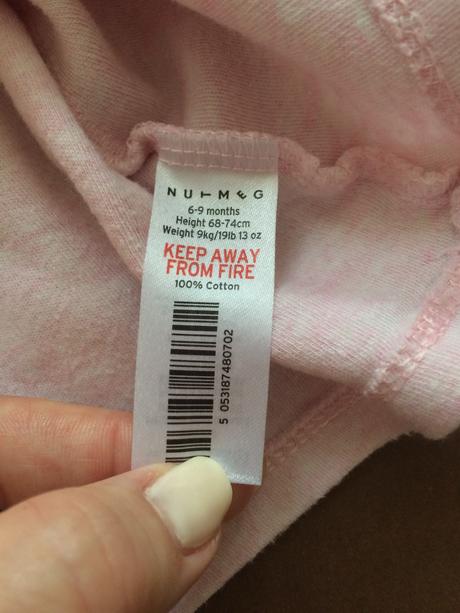 NUTMEG
6-9 months
Height 68-74cm
Weight 9kg/19lb 13 oz
KEEP AWAY
FROM FIRE
100% Cotton
5 053187480702